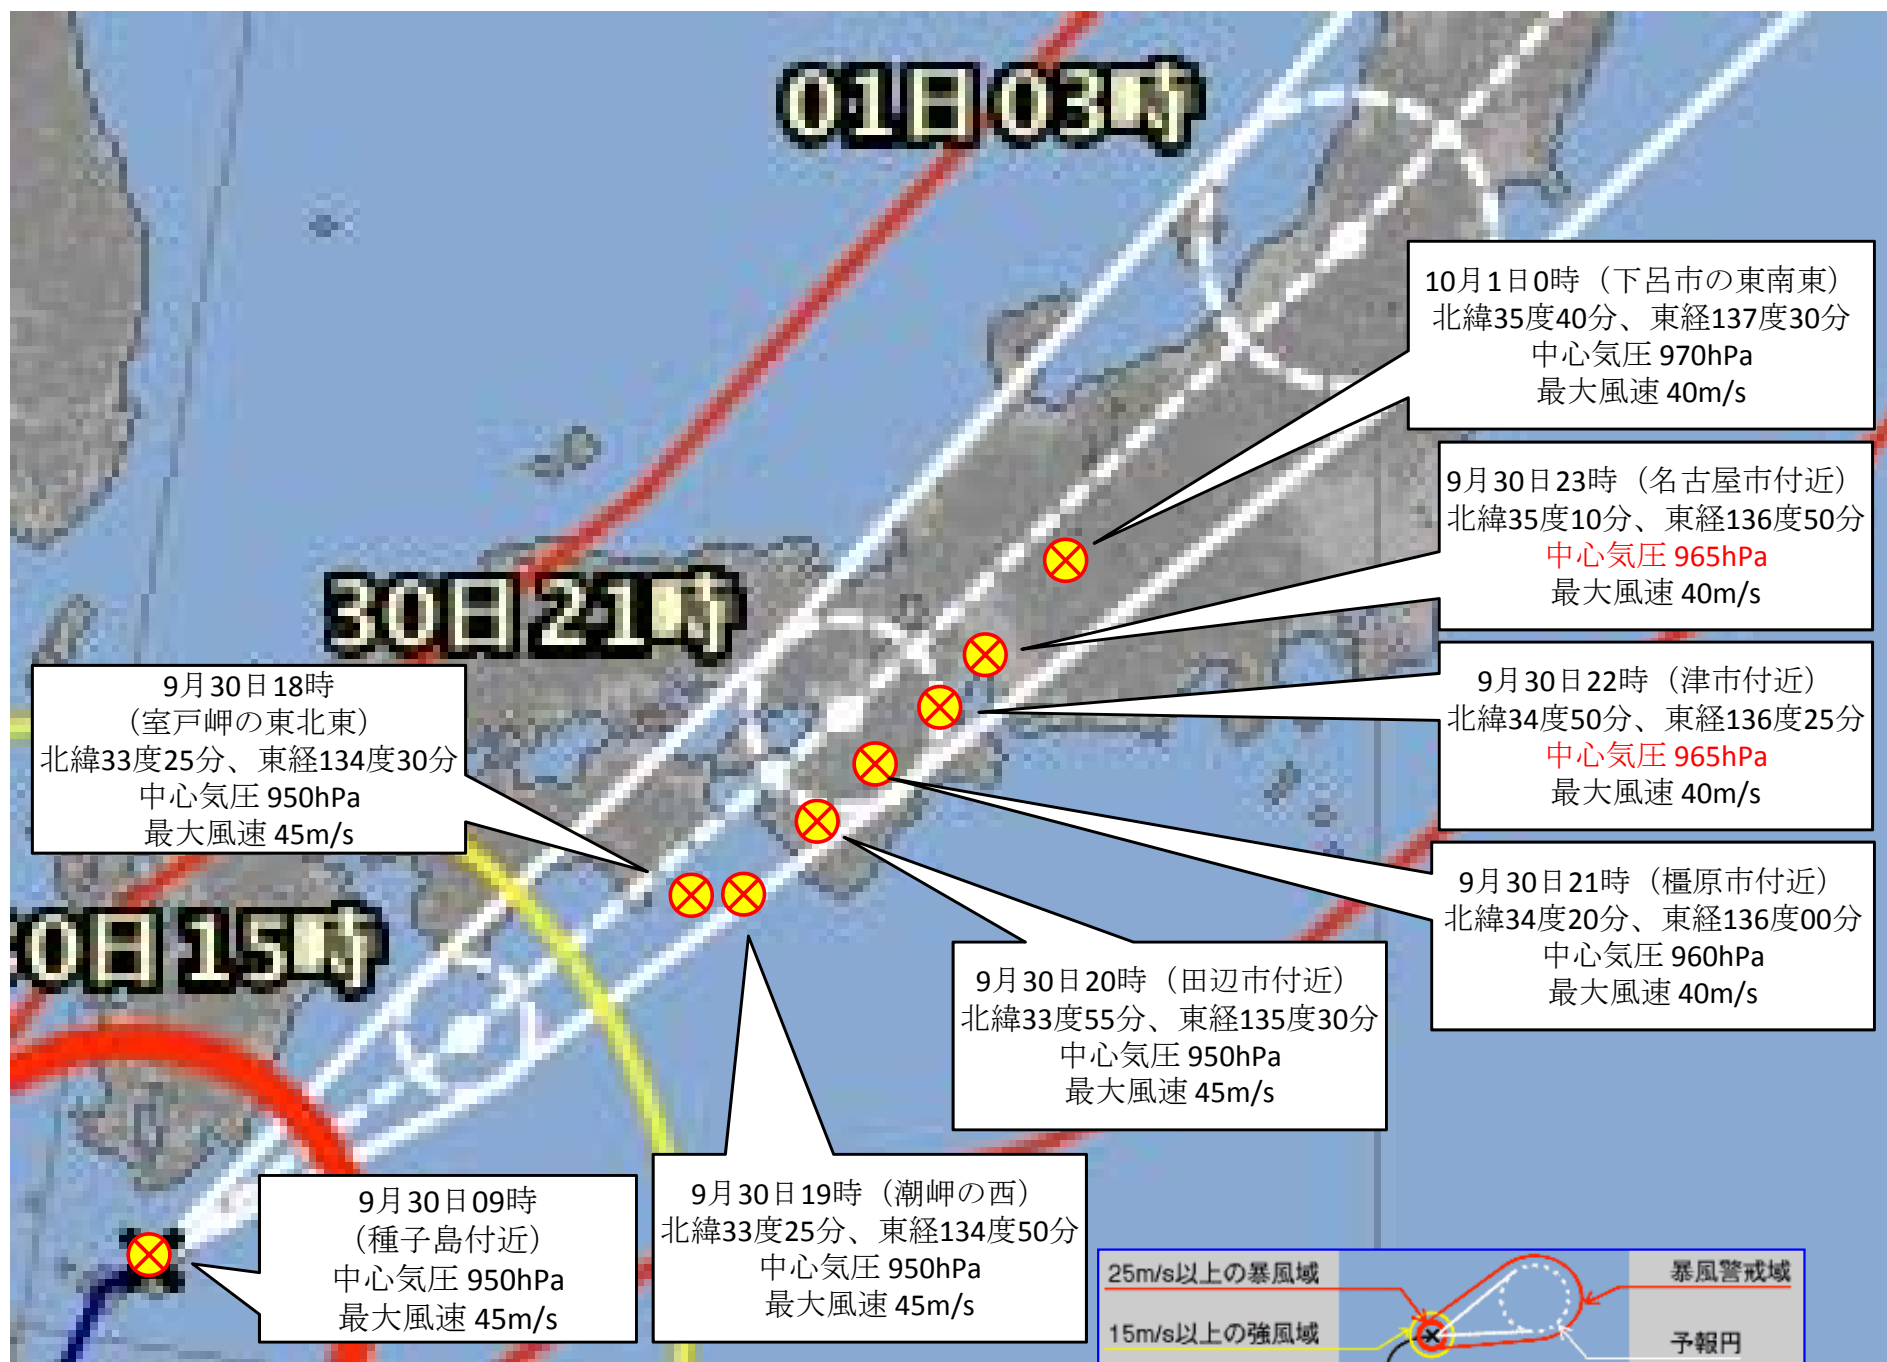 01日 03時
10月1日0時（下呂市の東南東）
北緯35度40分、東経137度30分
中心気圧 970hPa
最大風速 40m/s
9月30日23時（名古屋市付近）
北緯35度10分、東経136度50分
中心気圧 965hPa
最大風速 40m/s
30日 21時
9月30日22時（津市付近）
北緯34度50分、東経136度25分
中心気圧 965hPa
最大風速 40m/s
9月30日18時
（室戸岬の東北東）
北緯33度25分、東経134度30分
中心気圧 950hPa
最大風速 45m/s
9月30日21時（橿原市付近）
北緯34度20分、東経136度00分
中心気圧 960hPa
最大風速 40m/s
0日 15時
9月30日20時（田辺市付近）
北緯33度55分、東経135度30分
中心気圧 950hPa
最大風速 45m/s
9月30日19時（潮岬の西）
北緯33度25分、東経134度50分
中心気圧 950hPa
最大風速 45m/s
9月30日09時
（種子島付近）
中心気圧 950hPa
最大風速 45m/s
25m/s以上の暴風域
暴風警戒域
15m/s以上の強風域
予報円